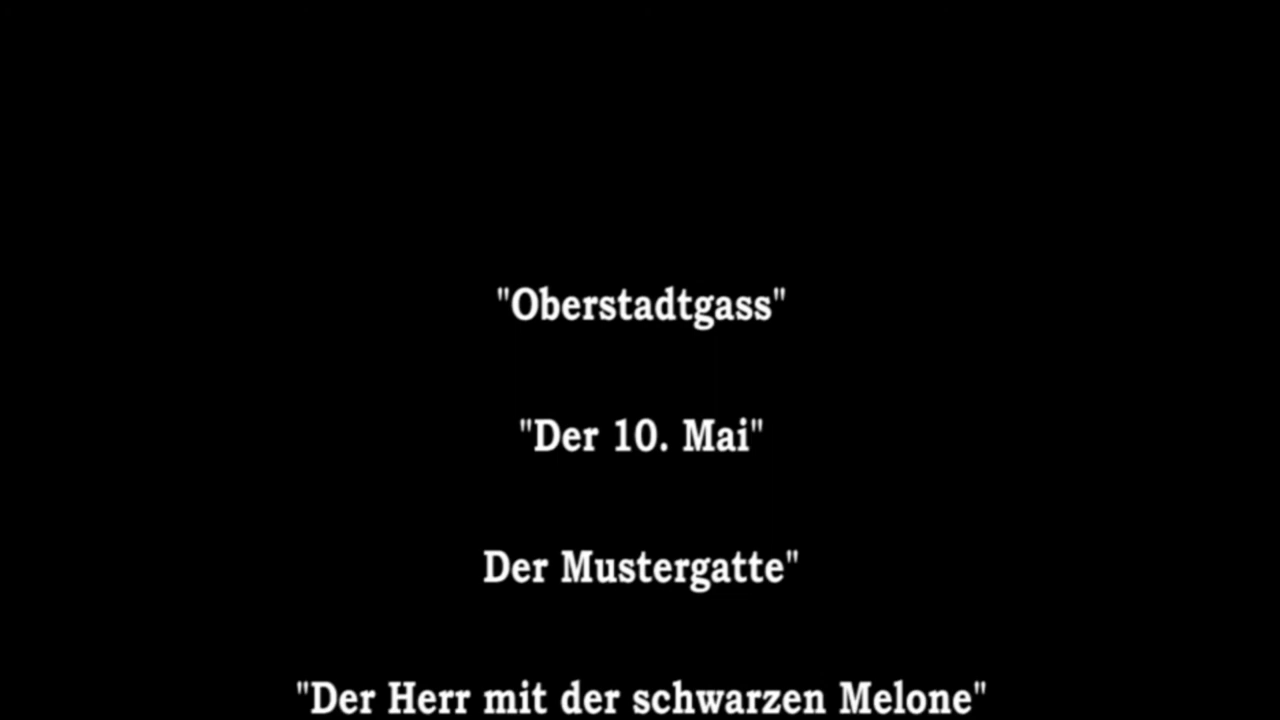 "Oberstadtgass"
"Der 10. Mai"
Der Mustergatte"
"Der Herr mit der schwarzen Melone"